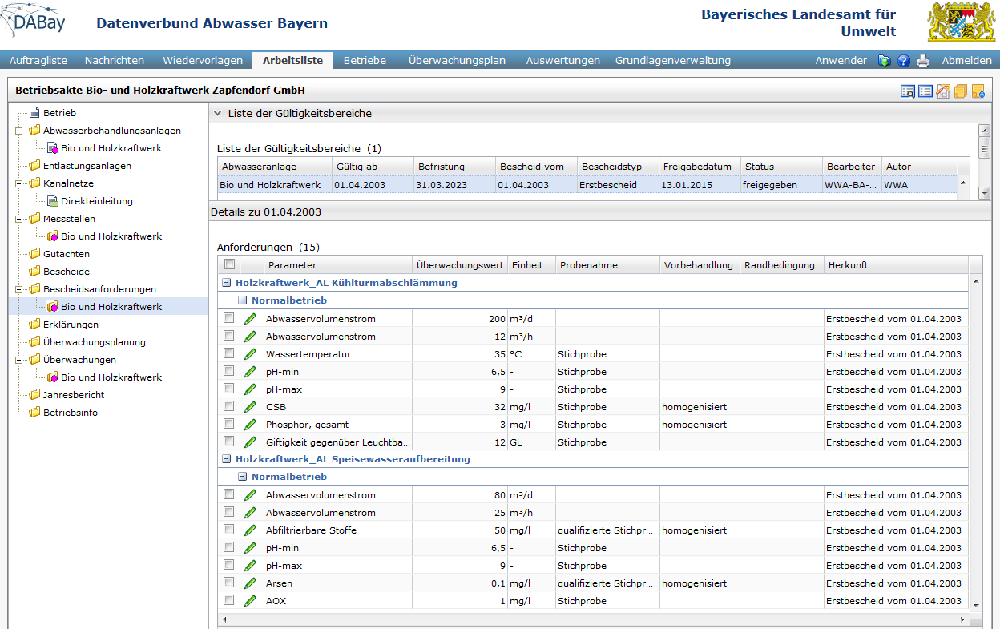 DABay
Datenverbund Abwasser Bayern
Bayerisches Landesamt für
Umwelt
Auftragliste Nachrichten Wiedervorlagen Arbeitsliste Betriebe Überwachungsplan Auswertungen Grundlagenverwaltung Anwender Abmelden
Betriebsakte Bio- und Holzkraftwerk Zapfendorf GmbH
Betrieb
Abwasserbehandlungsanlagen
Bio und Holzkraftwerk
Entlastungsanlagen
Kanalnetze
Direkteinleitung
Messstellen
Bio und Holzkraftwerk
Gutachten
Bescheide
Bescheidsanforderungen
Bio und Holzkraftwerk
Erklärungen
Überwachungsplanung
Überwachungen
Bio und Holzkraftwerk
Jahresbericht
Betriebsinfo
Liste der Gültigkeitsbereiche
Liste der Gültigkeitsbereiche (1)
Abwasseranlage Gültig ab Befristung Bescheid vom Bescheidstyp Freigabedatum Status Bearbeiter Autor
Bio und Holzkraftwerk 01.04.2003 31.03.2023 01.04.2003 Erstbescheid 13.01.2015 freigegeben WWA-BA-... WWA
Details zu 01.04.2003
Anforderungen (15)
Parameter Überwachungswert Einheit Probenahme Vorbehandlung Randbedingung Herkunft
Holzkraftwerk_AL Kühlturmabschlämmung
Normalbetrieb
Abwasservolumenstrom 200 m³/d Erstbescheid vom 01.04.2003
Abwasservolumenstrom 12 m³/h Erstbescheid vom 01.04.2003
Wassertemperatur 35 °C Stichprobe Erstbescheid vom 01.04.2003
pH-min 6,5 - Stichprobe Erstbescheid vom 01.04.2003
pH-max 9 - Stichprobe Erstbescheid vom 01.04.2003
CSB 32 mg/l Stichprobe homogenisiert Erstbescheid vom 01.04.2003
Phosphor, gesamt 3 mg/l Stichprobe homogenisiert Erstbescheid vom 01.04.2003
Giftigkeit gegenüber Leuchtba... 12 GL Stichprobe Erstbescheid vom 01.04.2003
Holzkraftwerk_AL Speisewasseraufbereitung
Normalbetrieb
Abwasservolumenstrom 80 m³/d Erstbescheid vom 01.04.2003
Abwasservolumenstrom 25 m³/h Erstbescheid vom 01.04.2003
Abfiltrierbare Stoffe 50 mg/l qualifizierte Stichpr... homogenisiert Erstbescheid vom 01.04.2003
pH-min 6,5 - Stichprobe Erstbescheid vom 01.04.2003
pH-max 9 - Stichprobe Erstbescheid vom 01.04.2003
Arsen 0,1 mg/l qualifizierte Stichpr... homogenisiert Erstbescheid vom 01.04.2003
AOX 1 mg/l Stichprobe Erstbescheid vom 01.04.2003